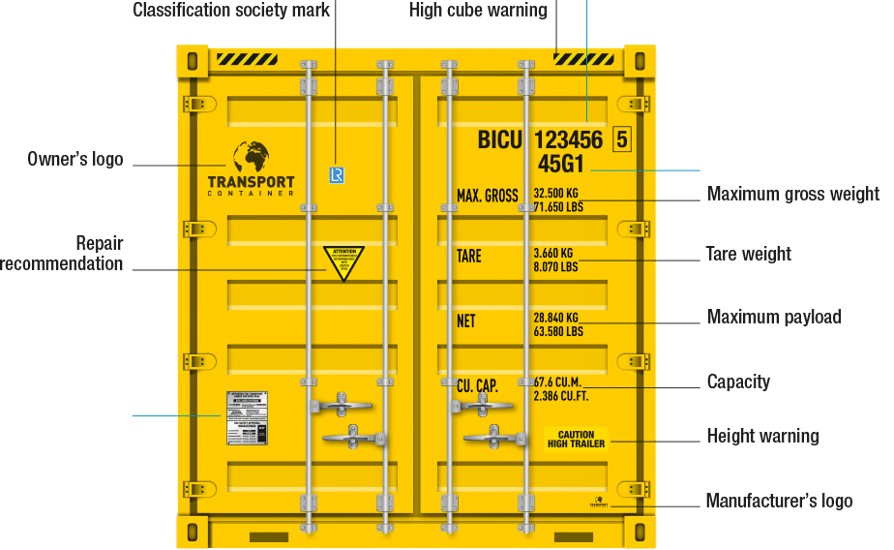 Classification society mark
High cube warning
BICU 123456 5
45G1
Owner's logo
TRANSPORT
CONTAINER
LR
MAX. GROSS 32.500 KG
71.650 LBS
Maximum gross weight
Repair
recommendation
ATTENTION
TARE 3.660 KG
8.070 LBS
Tare weight
NET 28.840 KG
63.580 LBS
Maximum payload
CU. CAP. 67.6 CU.M.
2.386 CU.FT.
Capacity
CAUTION
HIGH TRAILER
Height warning
TRANSPORT
Manufacturer's logo